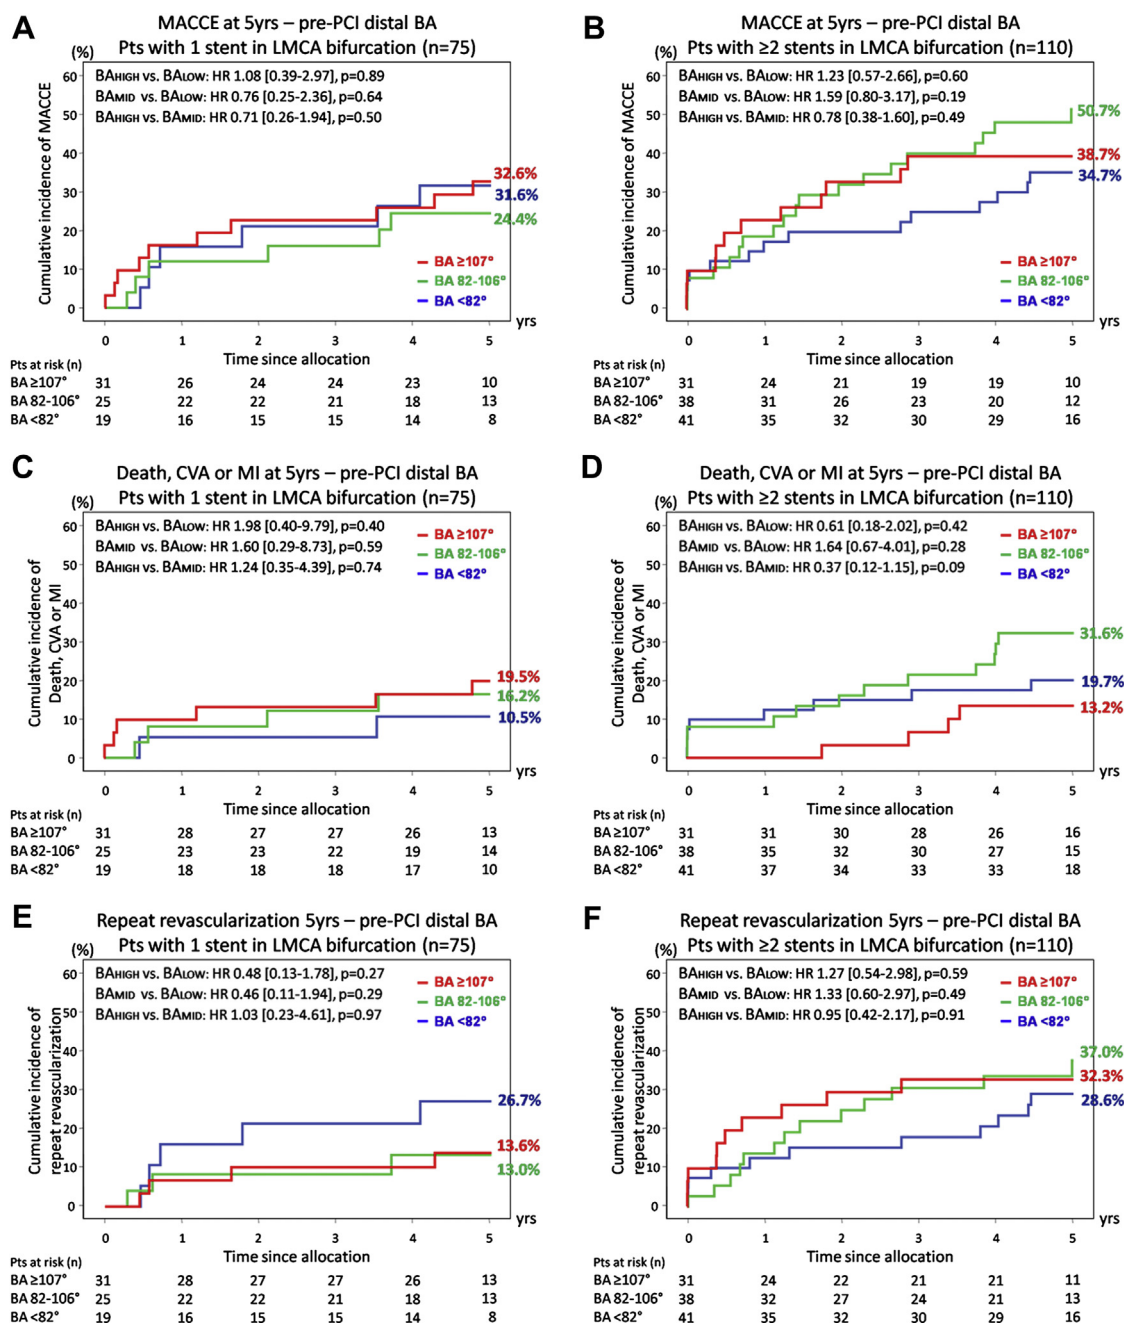 A
MACCE at 5yrs – pre-PCI distal BA
Pts with 1 stent in LMCA bifurcation (n=75)
(%)
BAHIGH VS. BALOW: HR 1.08 [0.39-2.97], p=0.89
BAMID VS. BALOW: HR 0.76 [0.25-2.36], p=0.64
BAHIGH VS. BAMID: HR 0.71 [0.26-1.94], p=0.50
Cumulative incidence of MACCE
60
50
40
30
20
10
0
32.6%
31.6%
24.4%
BA ≥107°
BA 82-106°
BA <82°
yrs
0 1 2 3 4 5
Time since allocation
Pts at risk (n)
BA ≥107° 31 26 24 24 23 10
BA 82-106° 25 22 22 21 18 13
BA <82° 19 16 15 15 14 8
B
MACCE at 5yrs – pre-PCI distal BA
Pts with ≥2 stents in LMCA bifurcation (n=110)
(%)
BAHIGH VS. BALOW: HR 1.23 [0.57-2.66], p=0.60
BAMID VS. BALOW: HR 1.59 [0.80-3.17], p=0.19
BAHIGH VS. BAMID: HR 0.78 [0.38-1.60], p=0.49
Cumulative incidence of MACCE
60
50
40
30
20
10
0
50.7%
38.7%
34.7%
BA ≥107°
BA 82-106°
BA <82°
yrs
0 1 2 3 4 5
Time since allocation
Pts at risk (n)
BA ≥107° 31 24 21 19 19 10
BA 82-106° 38 31 26 23 20 12
BA <82° 41 35 32 30 29 16
C
Death, CVA or MI at 5yrs – pre-PCI distal BA
Pts with 1 stent in LMCA bifurcation (n=75)
(%)
BAHIGH VS. BALOW: HR 1.98 [0.40-9.79], p=0.40
BAMID VS. BALOW: HR 1.60 [0.29-8.73], p=0.59
BAHIGH VS. BAMID: HR 1.24 [0.35-4.39], p=0.74
BA ≥107°
BA 82-106°
BA <82°
Cumulative incidence of
Death, CVA or MI
60
50
40
30
20
10
0
19.5%
16.2%
10.5%
yrs
0 1 2 3 4 5
Time since allocation
Pts at risk (n)
BA ≥107° 31 28 27 27 26 13
BA 82-106° 25 23 23 22 19 14
BA <82° 19 18 18 18 17 10
D
Death, CVA or MI at 5yrs – pre-PCI distal BA
Pts with ≥2 stents in LMCA bifurcation (n=110)
(%)
BAHIGH VS. BALOW: HR 0.61 [0.18-2.02], p=0.42
BAMID VS. BALOW: HR 1.64 [0.67-4.01], p=0.28
BAHIGH VS. BAMID: HR 0.37 [0.12-1.15], p=0.09
BA ≥107°
BA 82-106°
BA <82°
Cumulative incidence of
Death, CVA or MI
60
50
40
30
20
10
0
31.6%
19.7%
13.2%
yrs
0 1 2 3 4 5
Time since allocation
Pts at risk (n)
BA ≥107° 31 31 30 28 26 16
BA 82-106° 38 35 32 30 27 15
BA <82° 41 37 34 33 33 18
E
Repeat revascularization 5yrs – pre-PCI distal BA
Pts with 1 stent in LMCA bifurcation (n=75)
(%)
BAHIGH VS. BALOW: HR 0.48 [0.13-1.78], p=0.27
BAMID VS. BALOW: HR 0.46 [0.11-1.94], p=0.29
BAHIGH VS. BAMID: HR 1.03 [0.23-4.61], p=0.97
BA ≥107°
BA 82-106°
BA <82°
Cumulative incidence of
repeat revascularization
60
50
40
30
20
10
0
26.7%
13.6%
13.0%
yrs
0 1 2 3 4 5
Time since allocation
Pts at risk (n)
BA ≥107° 31 28 27 27 26 13
BA 82-106° 25 22 22 21 18 13
BA <82° 19 16 15 15 14 8
F
Repeat revascularization 5yrs – pre-PCI distal BA
Pts with ≥2 stents in LMCA bifurcation (n=110)
(%)
BAHIGH VS. BALOW: HR 1.27 [0.54-2.98], p=0.59
BAMID VS. BALOW: HR 1.33 [0.60-2.97], p=0.49
BAHIGH VS. BAMID: HR 0.95 [0.42-2.17], p=0.91
BA ≥107°
BA 82-106°
BA <82°
Cumulative incidence of
repeat revascularization
60
50
40
30
20
10
0
37.0%
32.3%
28.6%
yrs
0 1 2 3 4 5
Time since allocation
Pts at risk (n)
BA ≥107° 31 24 22 21 21 11
BA 82-106° 38 32 27 24 21 13
BA <82° 41 35 32 30 29 16